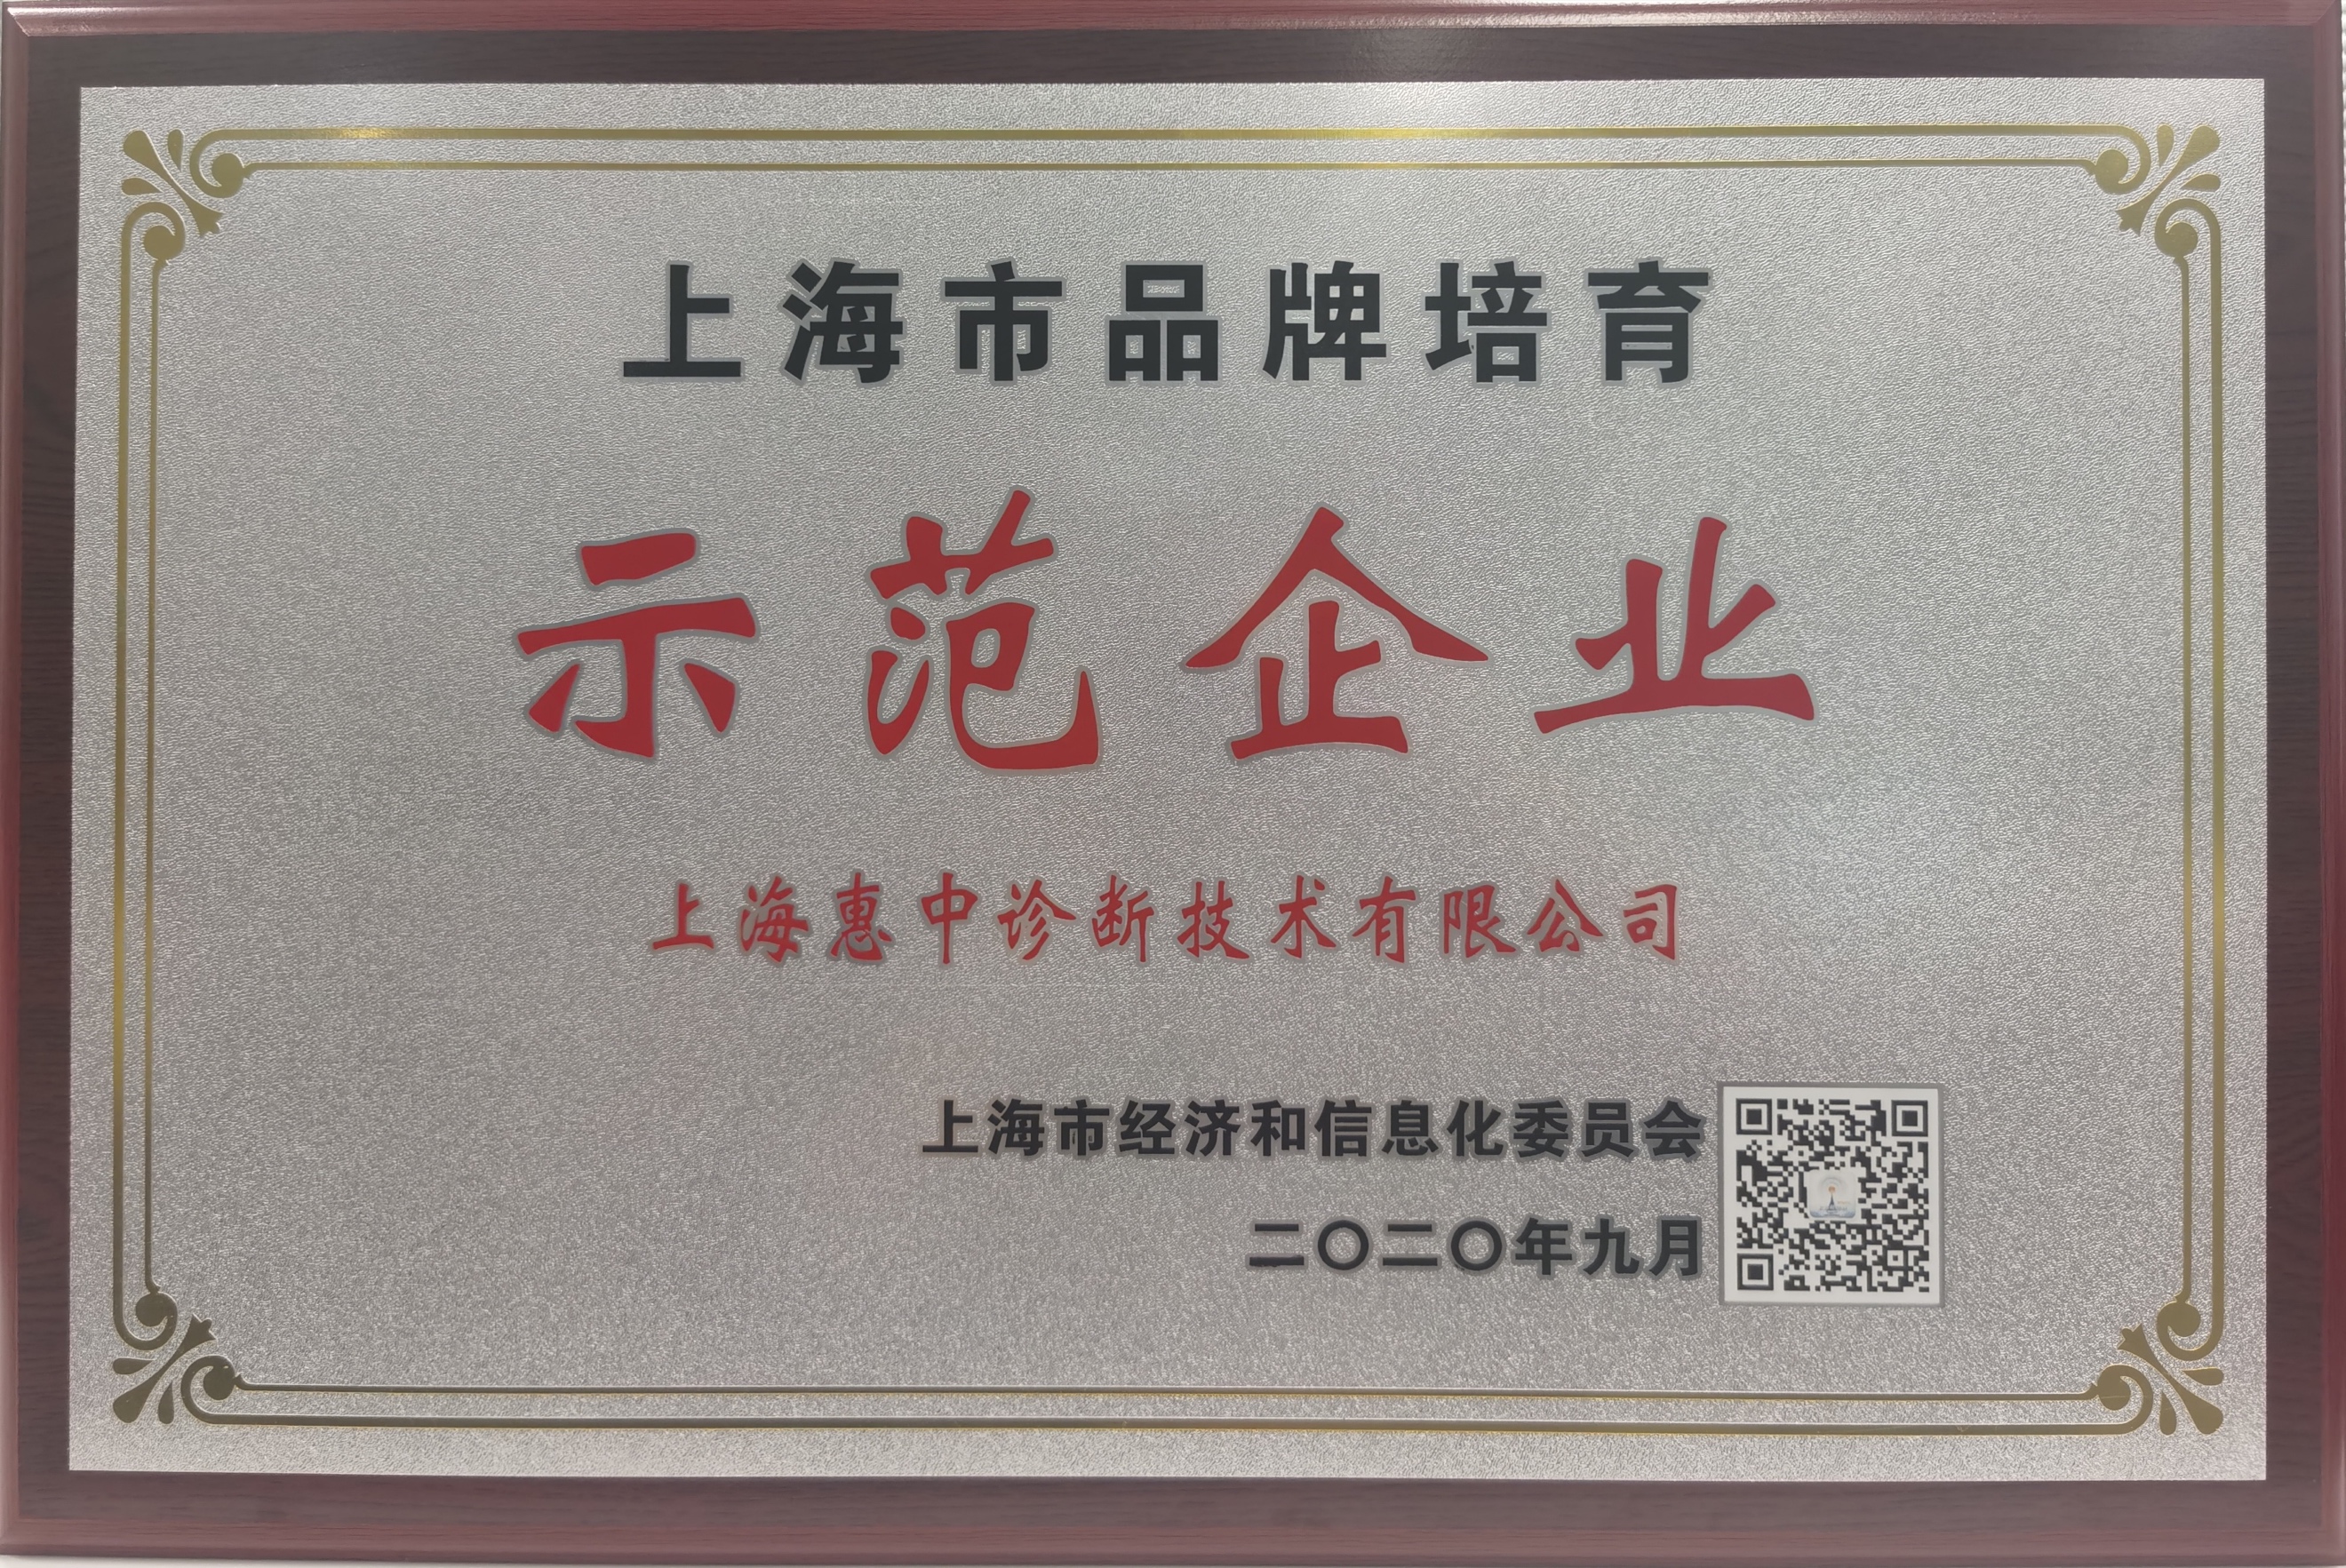 上海市品牌培育
示范企业
上海惠中诊断技术有限公司
上海市经济和信息化委员会
二〇二〇年九月